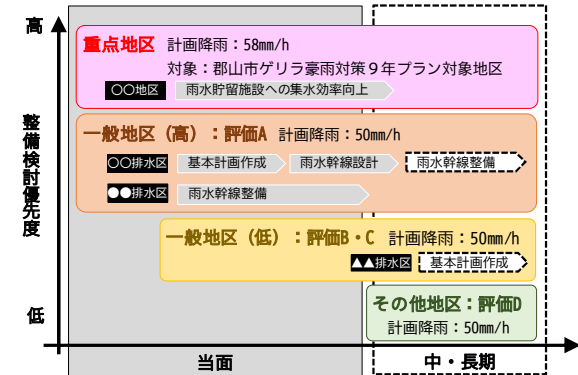 高
重点地区 計画降雨：58mm/h
対象：郡山市ゲリラ豪雨対策９年プラン対象地区
○○地区 雨水貯留施設への集水効率向上
整備検討優先度
一般地区（高）：評価A 計画降雨：50mm/h
○○排水区 基本計画作成 雨水幹線設計 雨水幹線整備
●●排水区 雨水幹線整備
一般地区（低）：評価B・C 計画降雨：50mm/h
▲▲排水区 基本計画作成
低
その他地区：評価D
計画降雨：50mm/h
当面 中・長期